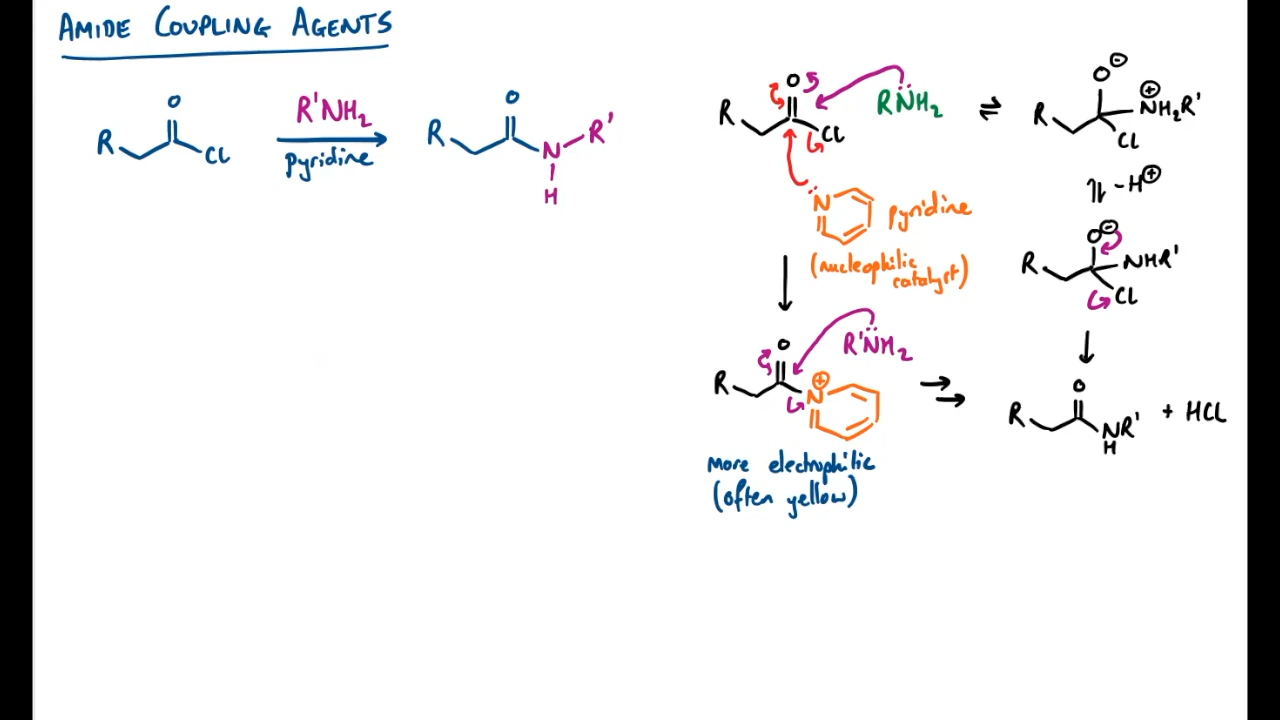 AMIDE COUPLING AGENTS
R O Cl
R'NH2
pyridine
R O N R'
H
R O Cl
RNH2
⇌
R O⊖ ⊕NH2R'
Cl
-H⊕
N pyridine
(nucleophilic
catalyst)
R O⊖ NHR'
Cl
R O N⊕
R'NH2
R O NR' + HCl
H
more electrophilic
(often yellow)